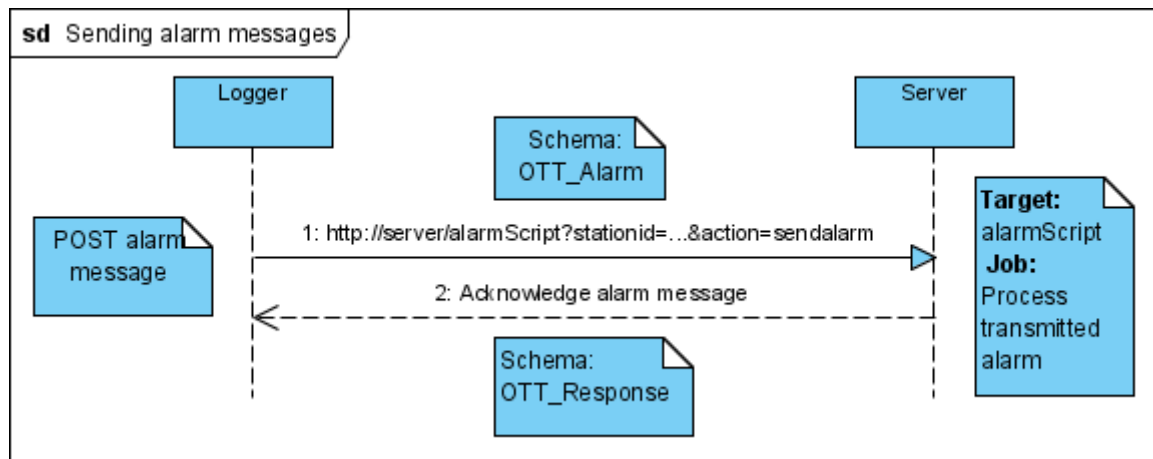 sd Sending alarm messages
Logger
Server
Schema:
OTT_Alarm
POST alarm
message
1: http://server/alarmScript?stationid=...&action=sendalarm
2: Acknowledge alarm message
Schema:
OTT_Response
Target:
alarmScript
Job:
Process
transmitted
alarm